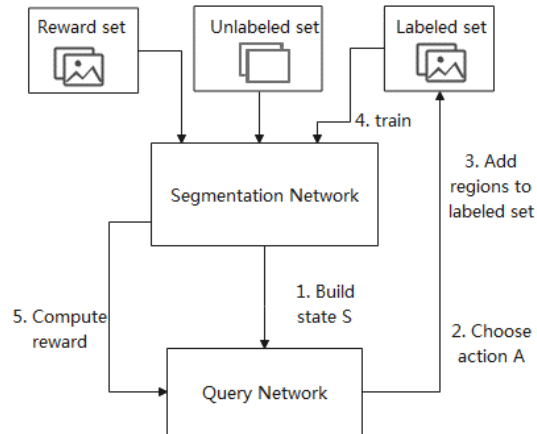 Reward set
Unlabeled set
Labeled set
4. train
Segmentation Network
3. Add
regions to
labeled set
1. Build
state S
5. Compute
reward
2. Choose
action A
Query Network